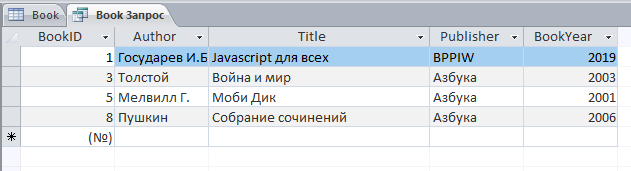 Book Book Запрос
BookID Author Title Publisher BookYear
1 Государев И.Б Javascript для всех BPPIW 2019
3 Толстой Война и мир Азбука 2003
5 Мелвилл Г. Моби Дик Азбука 2001
8 Пушкин Собрание сочинений Азбука 2006
(№)